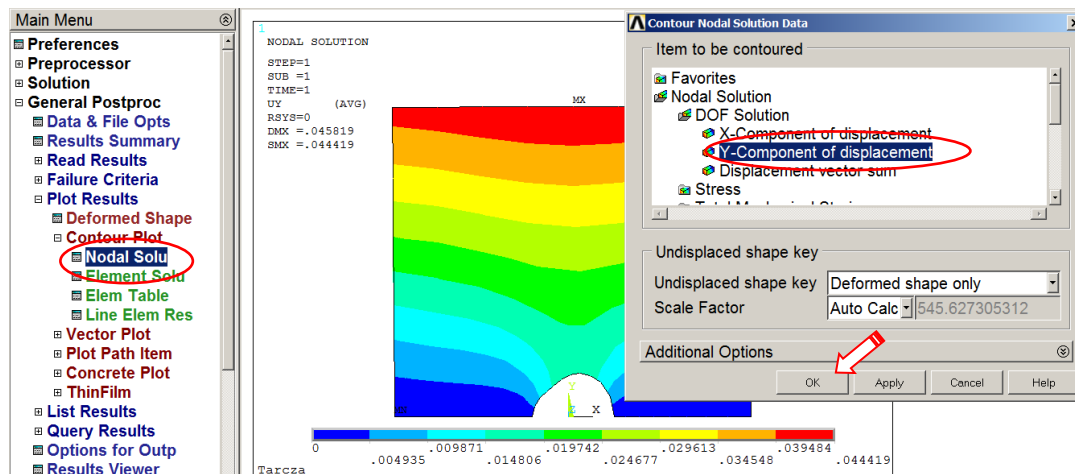 Main Menu
Preferences
Preprocessor
Solution
General Postproc
Data & File Opts
Results Summary
Read Results
Failure Criteria
Plot Results
Deformed Shape
Contour Plot
Nodal Solu
Element Solu
Elem Table
Line Elem Res
Vector Plot
Plot Path Item
Concrete Plot
ThinFilm
List Results
Query Results
Options for Outp
Results Viewer
1
NODAL SOLUTION
STEP=1
SUB =1
TIME=1
UY (AVG)
RSYS=0
DMX =.045819
SMX =.044419
MX
Y
Z X
0 .009871 .019742 .029613 .039484
.004935 .014806 .024677 .034548 .044419
Tarcza
Contour Nodal Solution Data
Item to be contoured
Favorites
Nodal Solution
DOF Solution
X-Component of displacement
Y-Component of displacement
Displacement vector sum
Stress
Undisplaced shape key
Undisplaced shape key Deformed shape only
Scale Factor Auto Calc 545.627305312
Additional Options
OK Apply Cancel Help